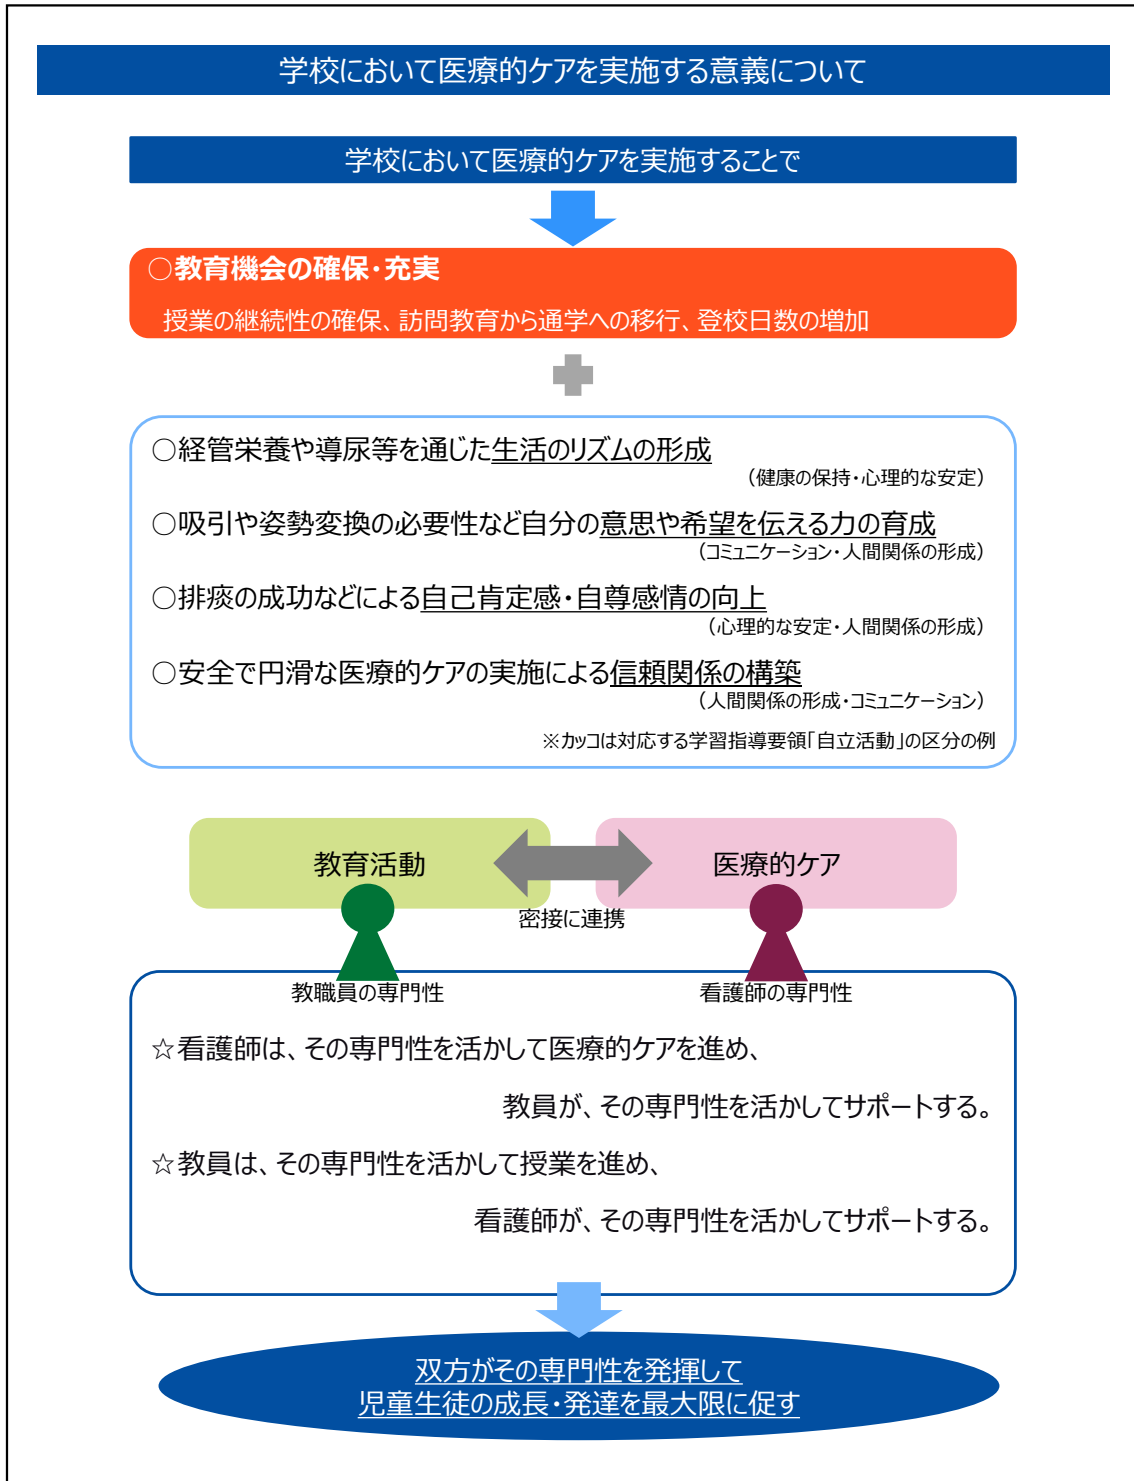 学校において医療的ケアを実施する意義について
学校において医療的ケアを実施することで
○教育機会の確保・充実
授業の継続性の確保、訪問教育から通学への移行、登校日数の増加
○経管栄養や導尿等を通じた生活のリズムの形成
（健康の保持・心理的な安定）
○吸引や姿勢変換の必要性など自分の意思や希望を伝える力の育成
（コミュニケーション・人間関係の形成）
○排痰の成功などによる自己肯定感・自尊感情の向上
（心理的な安定・人間関係の形成）
○安全で円滑な医療的ケアの実施による信頼関係の構築
（人間関係の形成・コミュニケーション）
※カッコは対応する学習指導要領「自立活動」の区分の例
教育活動
医療的ケア
密接に連携
教職員の専門性
看護師の専門性
☆看護師は、その専門性を活かして医療的ケアを進め、
教員が、その専門性を活かしてサポートする。
☆教員は、その専門性を活かして授業を進め、
看護師が、その専門性を活かしてサポートする。
双方がその専門性を発揮して
児童生徒の成長・発達を最大限に促す